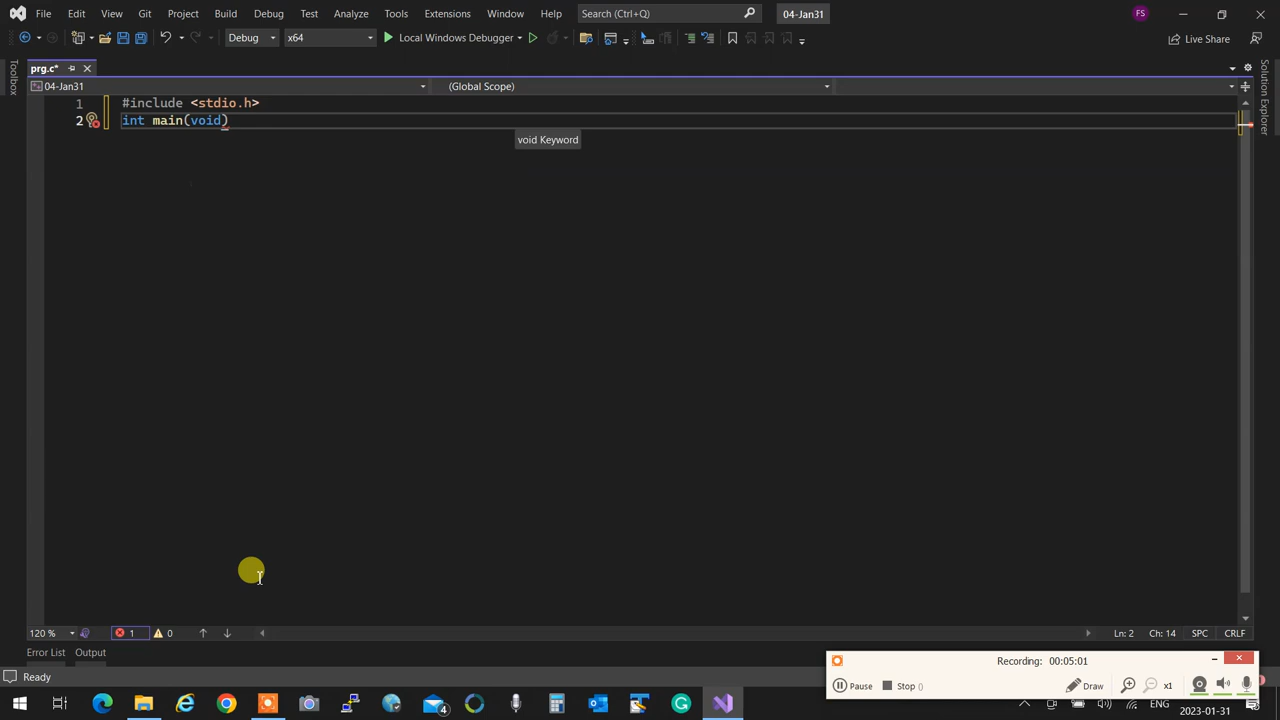 File Edit View Git Project Build Debug Test Analyze Tools Extensions Window Help Search (Ctrl+Q) 04-Jan31 FS
Debug x64 Local Windows Debugger Live Share
Toolbox
prg.c*
04-Jan31 (Global Scope)
1 #include <stdio.h>
2 int main(void)
void Keyword
Solution Explorer
120 % 1 0 Ln: 2 Ch: 14 SPC CRLF
Error List Output
Ready
Recording: 00:05:01
Pause Stop () Draw x1
4 ENG
2023-01-31